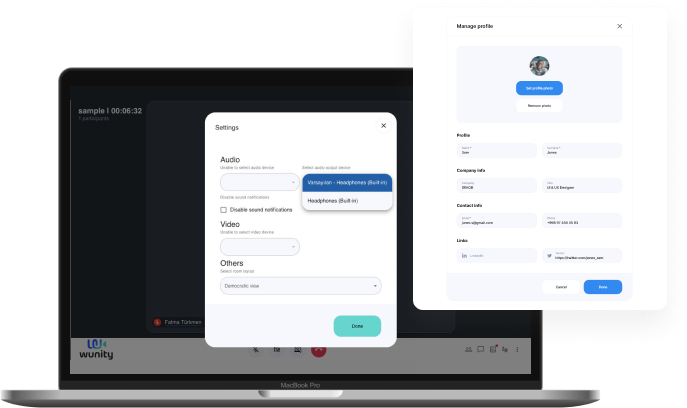 sample | 00:06:32
1 participants
Settings
Audio
Unable to select audio device
Select audio output device
Varsayılan - Headphones (Built-in)
Headphones (Built-in)
Disable sound notifications
Disable sound notifications
Video
Unable to select video device
Others
Select room layout
Democratic view
Done
Fatma Türkmen
wunity
MacBook Pro
Manage profile
Set profile photo
Remove photo
Profile
Name *
Sam
Surname *
Jones
Company info
Company
Title
UI & UX Designer
Contact info
Email *
jones.s@gmail.com
Phone
Links
LinkedIn
Twitter
https://twitter.com/jones_sam
Cancel
Done